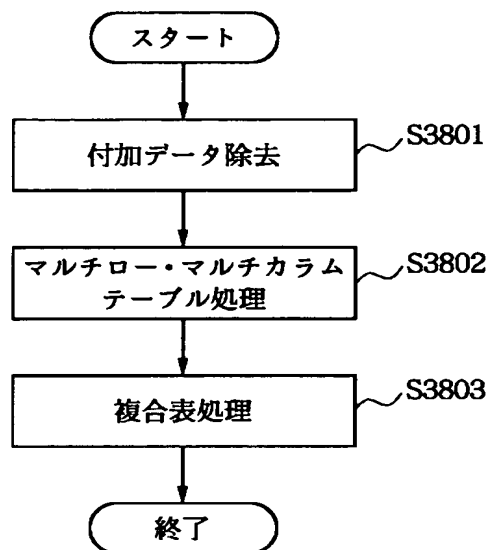 スタート
付加データ除去
S3801
マルチロー・マルチカラム
テーブル処理
S3802
複合表処理
S3803
終了